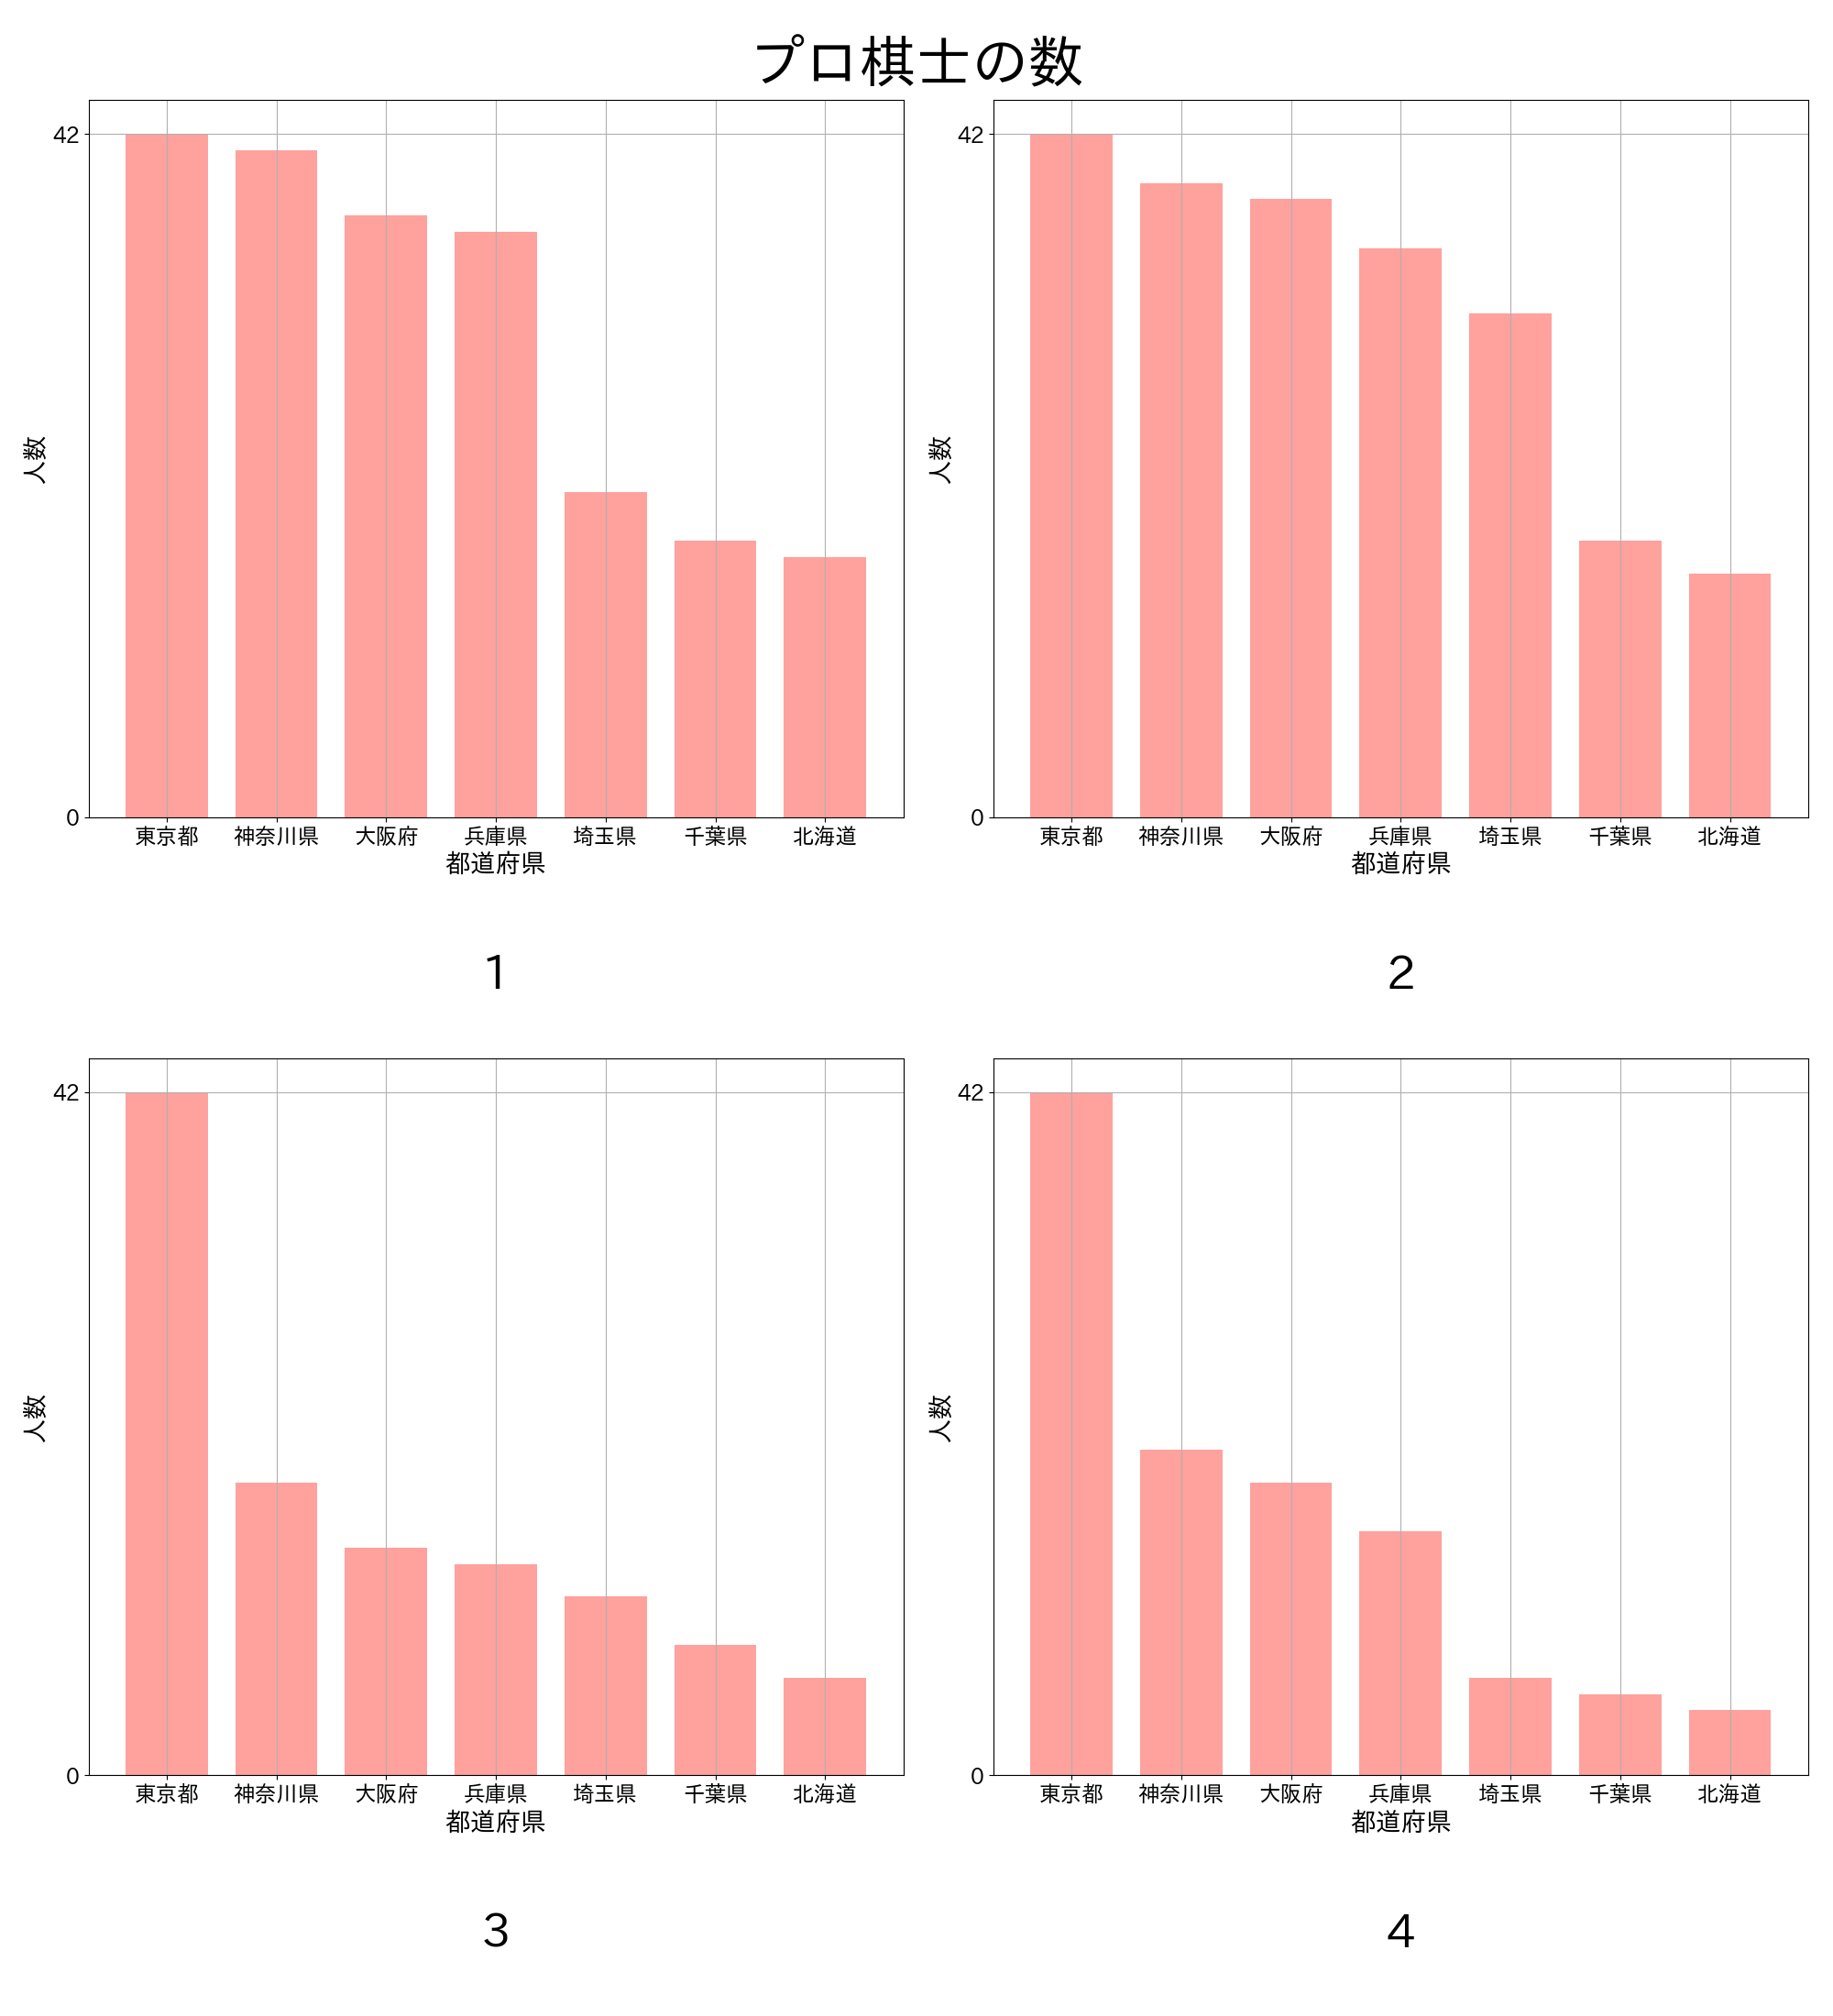 プロ棋士の数
42
0
人数
東京都 神奈川県 大阪府 兵庫県 埼玉県 千葉県 北海道
都道府県
1
42
0
人数
東京都 神奈川県 大阪府 兵庫県 埼玉県 千葉県 北海道
都道府県
2
42
0
人数
東京都 神奈川県 大阪府 兵庫県 埼玉県 千葉県 北海道
都道府県
3
42
0
人数
東京都 神奈川県 大阪府 兵庫県 埼玉県 千葉県 北海道
都道府県
4